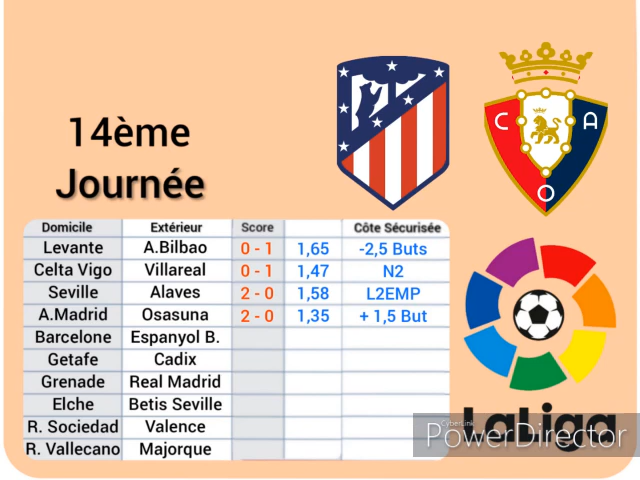 14ème
Journée
C A
O
Domicile Extérieur Score Côte Sécurisée
Levante A.Bilbao 0 - 1 1,65 -2,5 Buts
Celta Vigo Villareal 0 - 1 1,47 N2
Seville Alaves 2 - 0 1,58 L2EMP
A.Madrid Osasuna 2 - 0 1,35 + 1,5 But
Barcelone Espanyol B.
Getafe Cadix
Grenade Real Madrid
Elche Betis Seville
R. Sociedad Valence
R. Vallecano Majorque
LaLiga
CyberLink
PowerDirector